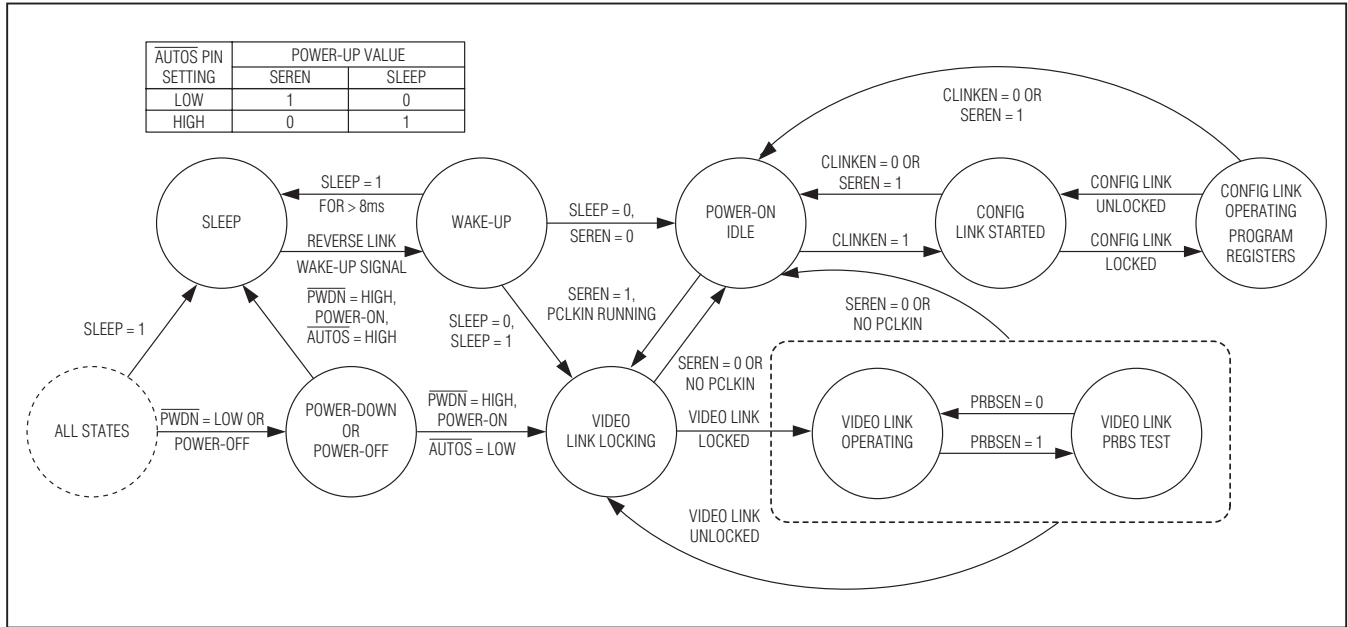 AUTOS PIN
SETTING
POWER-UP VALUE
SEREN
SLEEP
LOW
1
0
HIGH
0
1
CLINKEN = 0 OR
SEREN = 1
SLEEP
SLEEP = 1
FOR > 8ms
REVERSE LINK
WAKE-UP SIGNAL
WAKE-UP
SLEEP = 0,
SEREN = 0
POWER-ON
IDLE
CLINKEN = 0 OR
SEREN = 1
CLINKEN = 1
CONFIG
LINK STARTED
CONFIG LINK
UNLOCKED
CONFIG LINK
LOCKED
CONFIG LINK
OPERATING
PROGRAM
REGISTERS
SLEEP = 1
PWDN = HIGH,
POWER-ON,
AUTOS = HIGH
SLEEP = 0,
SLEEP = 1
SEREN = 1,
PCLKIN RUNNING
SEREN = 0 OR
NO PCLKIN
SEREN = 0 OR
NO PCLKIN
ALL STATES
PWDN = LOW OR
POWER-OFF
POWER-DOWN
OR
POWER-OFF
PWDN = HIGH,
POWER-ON
AUTOS = LOW
VIDEO
LINK LOCKING
VIDEO LINK
LOCKED
VIDEO LINK
OPERATING
PRBSEN = 0
PRBSEN = 1
VIDEO LINK
PRBS TEST
VIDEO LINK
UNLOCKED